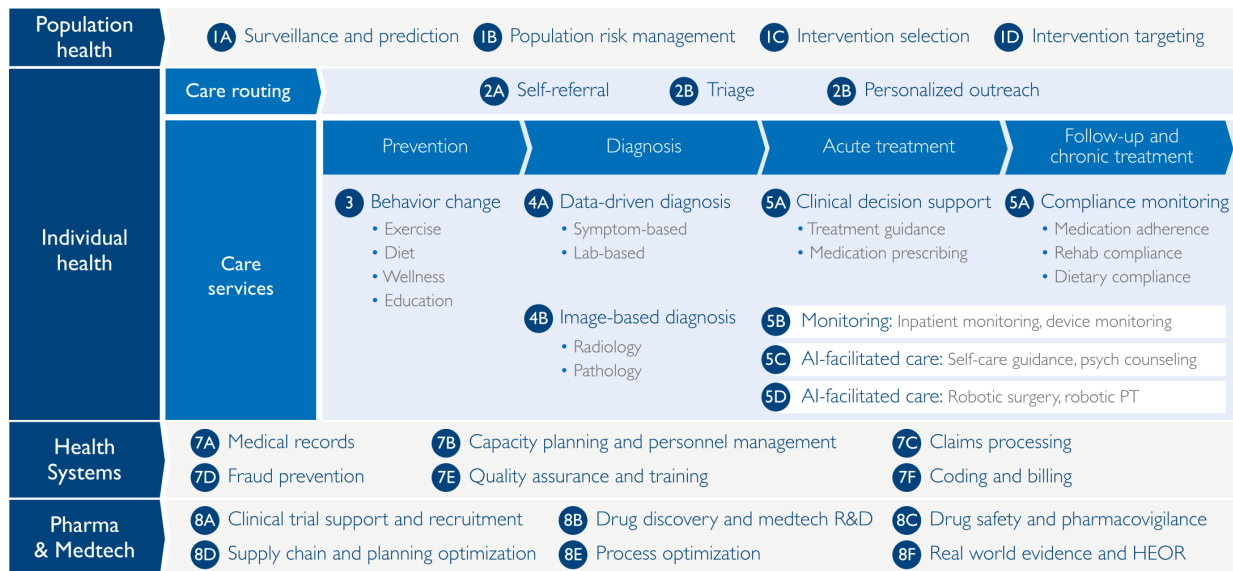 Population
health
1A Surveillance and prediction
1B Population risk management
1C Intervention selection
1D Intervention targeting
Individual
health
Care routing
2A Self-referral
2B Triage
2B Personalized outreach
Care
services
Prevention
Diagnosis
Acute treatment
Follow-up and
chronic treatment
3 Behavior change
• Exercise
• Diet
• Wellness
• Education
4A Data-driven diagnosis
• Symptom-based
• Lab-based
4B Image-based diagnosis
• Radiology
• Pathology
5A Clinical decision support
• Treatment guidance
• Medication prescribing
5A Compliance monitoring
• Medication adherence
• Rehab compliance
• Dietary compliance
5B Monitoring: Inpatient monitoring, device monitoring
5C AI-facilitated care: Self-care guidance, psych counseling
5D AI-facilitated care: Robotic surgery, robotic PT
Health
Systems
7A Medical records
7B Capacity planning and personnel management
7C Claims processing
7D Fraud prevention
7E Quality assurance and training
7F Coding and billing
Pharma
& Medtech
8A Clinical trial support and recruitment
8B Drug discovery and medtech R&D
8C Drug safety and pharmacovigilance
8D Supply chain and planning optimization
8E Process optimization
8F Real world evidence and HEOR